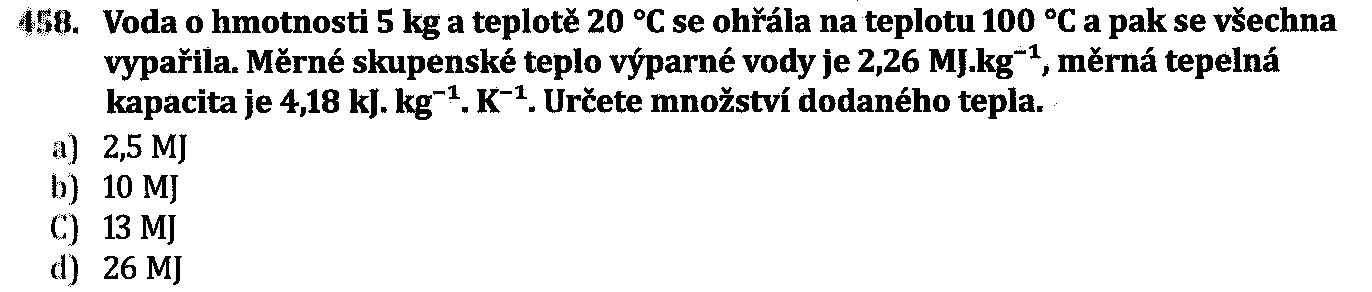 458. Voda o hmotnosti 5 kg a teplotě 20 °C se ohřála na teplotu 100 °C a pak se všechna
vypařila. Měrné skupenské teplo výparné vody je 2,26 MJ.kg⁻¹, měrná tepelná
kapacita je 4,18 kJ. kg⁻¹. K⁻¹. Určete množství dodaného tepla.
a) 2,5 MJ
b) 10 MJ
C) 13 MJ
d) 26 MJ